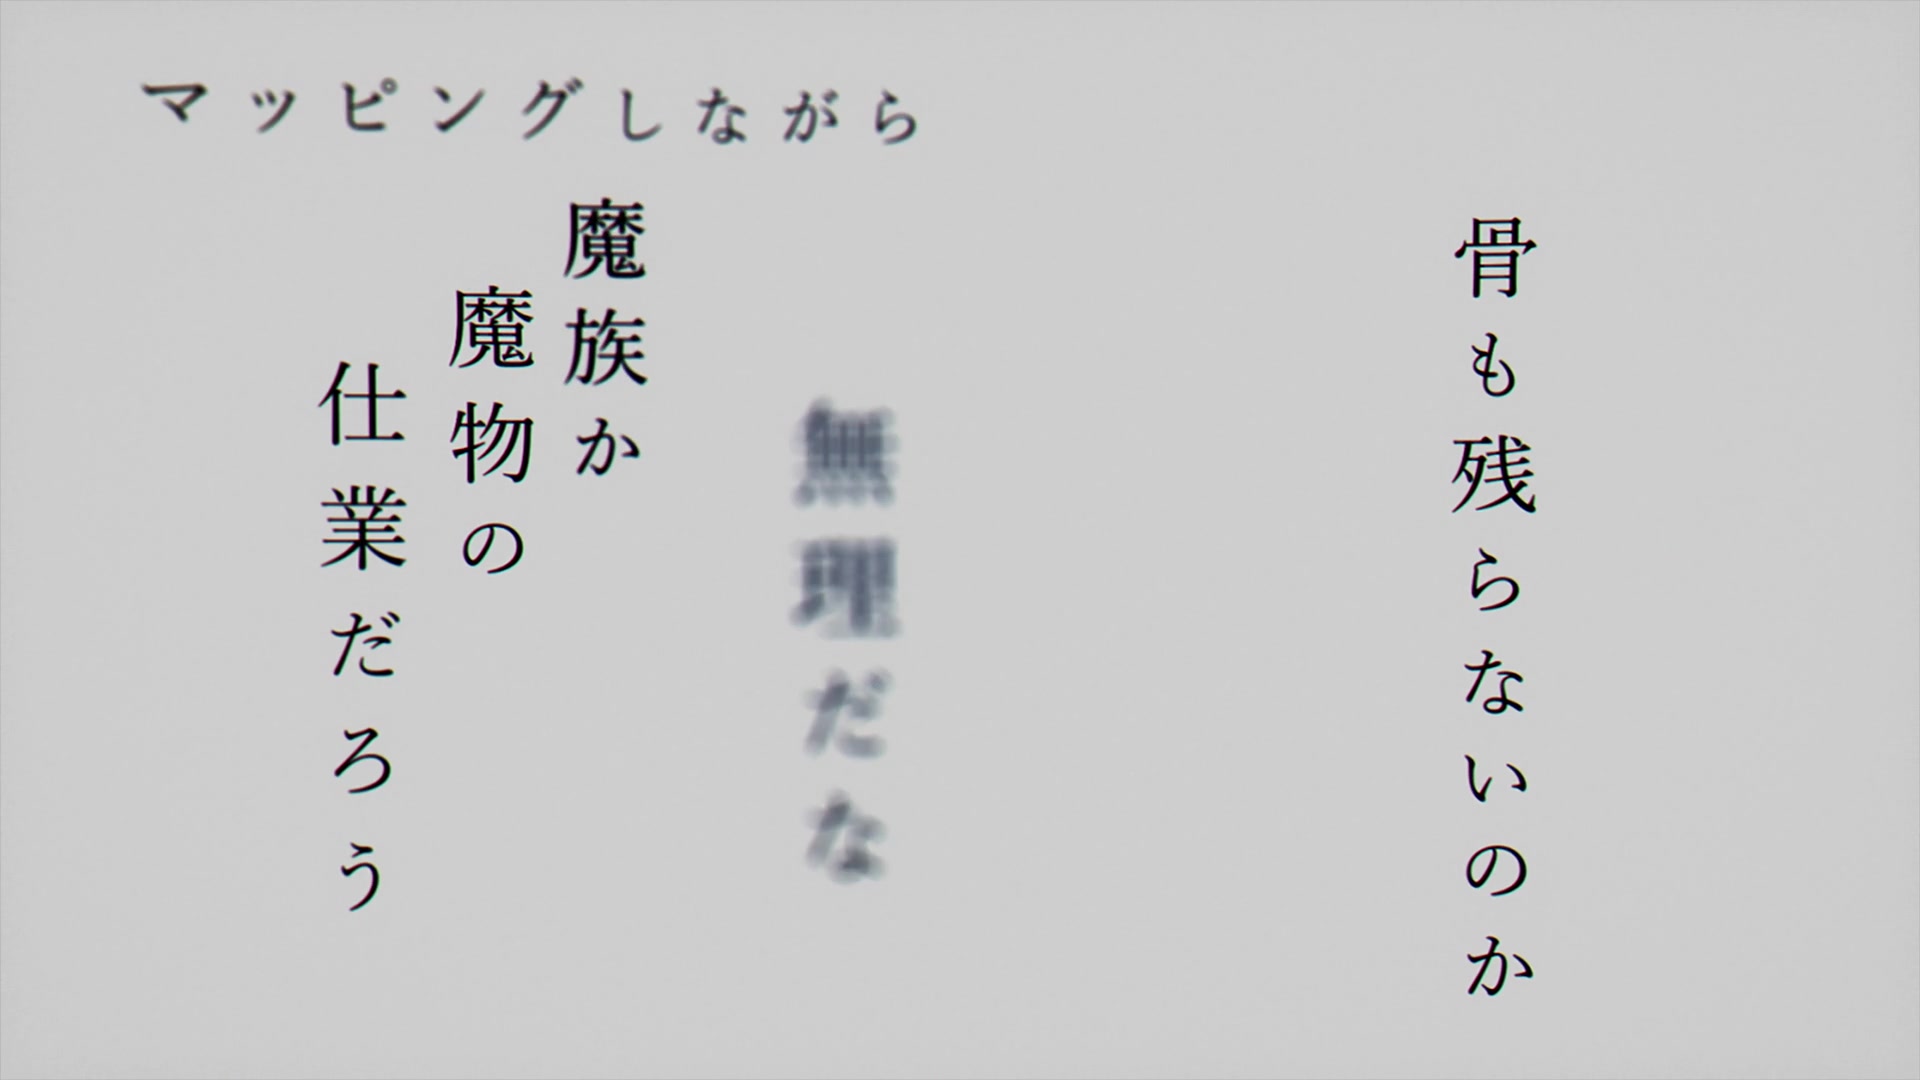 マッピングしながら
骨も残らないのか
無理だな
魔族か
魔物の
仕業だろう